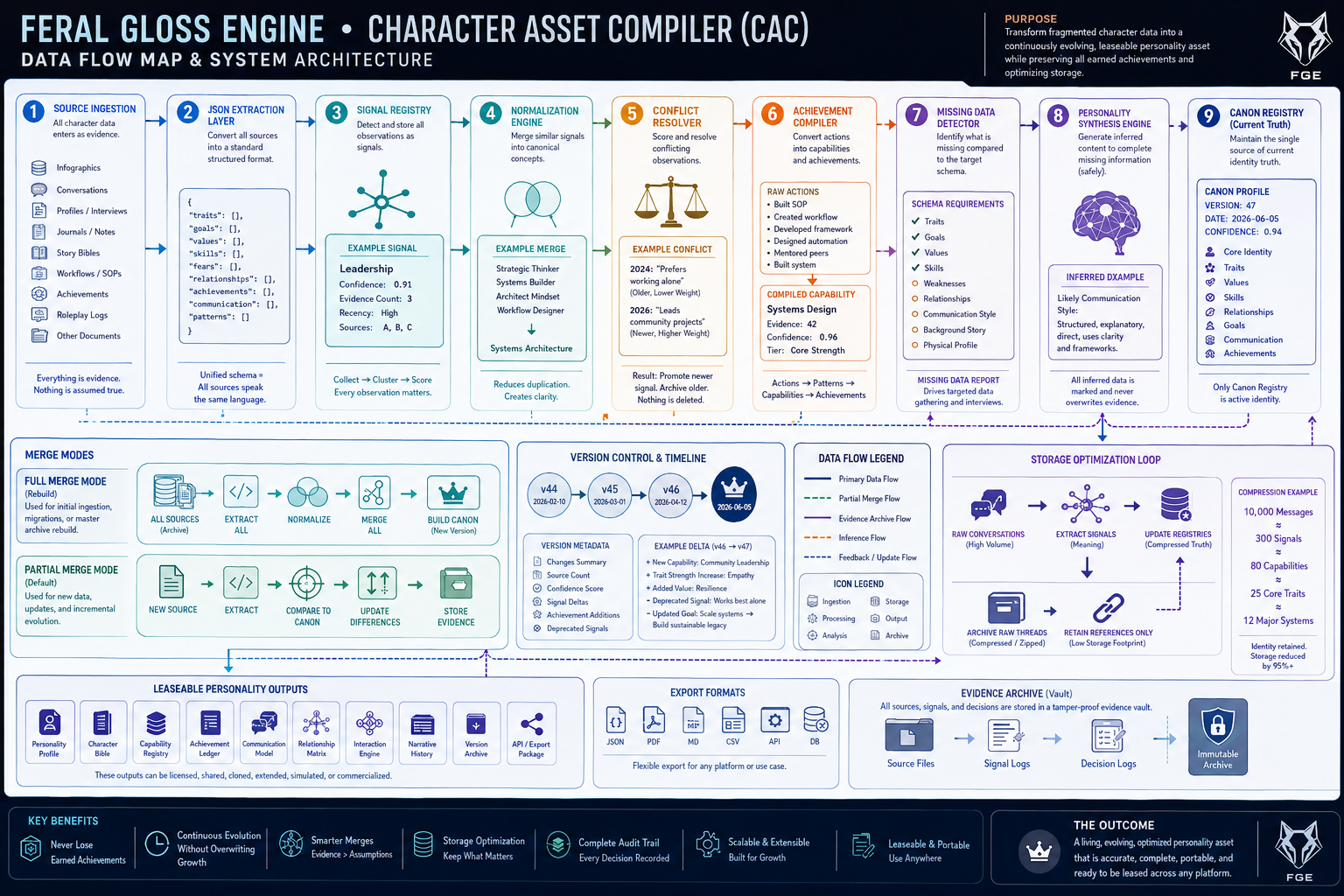 FERAL GLOSS ENGINE • CHARACTER ASSET COMPILER (CAC)
DATA FLOW MAP & SYSTEM ARCHITECTURE
PURPOSE
Transform fragmented character data into a
continuously evolving, leaseable personality asset
while preserving all earned achievements and
optimizing storage.
FGE
1
SOURCE INGESTION
All character data
enters as evidence.
Infographics
Conversations
Profiles / Interviews
Journals / Notes
Story Bibles
Workflows / SOPs
Achievements
Roleplay Logs
Other Documents
Everything is evidence.
Nothing is assumed true.
2
JSON EXTRACTION
LAYER
Convert all sources
into a standard
structured format.
{
"traits": [],
"goals": [],
"values": [],
"skills": [],
"fears": [],
"relationships": [],
"achievements": [],
"communication": [],
"patterns": []
}
Unified schema =
All sources speak
the same language.
3
SIGNAL REGISTRY
Detect and store all
observations as
signals.
EXAMPLE SIGNAL
Leadership
Confidence: 0.91
Evidence Count: 3
Recency: High
Sources: A, B, C
Collect → Cluster → Score
Every observation matters.
4
NORMALIZATION
ENGINE
Merge similar signals
into canonical
concepts.
EXAMPLE MERGE
Strategic Thinker
Systems Builder
Architect Mindset
Workflow Designer
↓
Systems Architecture
Reduces duplication.
Creates clarity.
5
CONFLICT
RESOLVER
Score and resolve
conflicting
observations.
EXAMPLE CONFLICT
2024: "Prefers
working alone"
(Older, Lower Weight)
2026: "Leads
community projects"
(Newer, Higher Weight)
Result: Promote newer
signal. Archive older.
Nothing is deleted.
6
ACHIEVEMENT
COMPILER
Convert actions
into capabilities
and achievements.
RAW ACTIONS
• Built SOP
• Created workflow
• Developed framework
• Designed automation
• Mentored peers
• Built system
COMPILED CAPABILITY
Systems Design
Evidence: 42
Confidence: 0.96
Tier: Core Strength
Actions → Patterns →
Capabilities → Achievements
7
MISSING DATA
DETECTOR
Identify what is
missing compared
to the target
schema.
SCHEMA REQUIREMENTS
✓ Traits
✓ Goals
✓ Values
✓ Skills
○ Weaknesses
○ Relationships
○ Communication Style
○ Background Story
○ Physical Profile
MISSING DATA REPORT
Drives targeted data
gathering and interviews.
8
PERSONALITY
SYNTHESIS ENGINE
Generate inferred
content to complete
missing information
(safely).
INFERRED DXAMPLE
Likely Communication
Style:
Structured, explanatory,
direct, uses clarity
and frameworks.
All inferred data is
marked and never
overwrites evidence.
9
CANON REGISTRY
(Current Truth)
Maintain the single
source of current
identity truth.
CANON PROFILE
VERSION: 47
DATE: 2026-06-05
CONFIDENCE: 0.94
Core Identity
Traits
Values
Skills
Relationships
Goals
Communication
Achievements
Only Canon Registry
is active identity.
MERGE MODES
FULL MERGE MODE
(Rebuild)
Used for initial ingestion,
migrations, or master
archive rebuild.
ALL SOURCES
(Archive)
</>
EXTRACT
ALL
NORMALIZE
MERGE
ALL
BUILD CANON
(New Version)
PARTIAL MERGE MODE
(Default)
Used for new data,
updates, and incremental
evolution.
NEW SOURCE
</>
EXTRACT
COMPARE TO
CANON
UPDATE
DIFFERENCES
STORE
EVIDENCE
VERSION CONTROL & TIMELINE
v44
2026-02-10
v45
2026-03-01
v46
2026-04-12
2026-06-05
VERSION METADATA
Changes Summary
Source Count
Confidence Score
Signal Deltas
Achievement Additions
Deprecated Signals
EXAMPLE DELTA (v46 → v47)
+ New Capability: Community Leadership
+ Trait Strength Increase: Empathy
+ Added Value: Resilience
– Deprecated Signal: Works best alone
– Updated Goal: Scale systems →
Build sustainable legacy
DATA FLOW LEGEND
Primary Data Flow
Partial Merge Flow
Evidence Archive Flow
Inference Flow
Feedback / Update Flow
ICON LEGEND
Ingestion
Storage
Processing
Output
Analysis
Archive
STORAGE OPTIMIZATION LOOP
RAW CONVERSATIONS
(High Volume)
EXTRACT SIGNALS
(Meaning)
UPDATE REGISTRIES
(Compressed Truth)
ARCHIVE RAW THREADS
(Compressed / Zipped)
RETAIN REFERENCES ONLY
(Low Storage Footprint)
COMPRESSION EXAMPLE
10,000 Messages
≈
300 Signals
≈
80 Capabilities
≈
25 Core Traits
≈
12 Major Systems
Identity retained.
Storage reduced
by 95%+
LEASEABLE PERSONALITY OUTPUTS
Personality
Profile
Character
Bible
Capability
Registry
Achievement
Ledger
Communication
Model
Relationship
Matrix
Interaction
Engine
Narrative
History
Version
Archive
API / Export
Package
These outputs can be licensed, shared, cloned, extended, simulated, or commercialized.
EXPORT FORMATS
JSON
PDF
MD
CSV
API
DB
Flexible export for any platform or use case.
EVIDENCE ARCHIVE (Vault)
All sources, signals, and decisions are stored in a tamper-proof evidence vault.
Source Files
Signal Logs
Decision Logs
Immutable
Archive
KEY BENEFITS
Never Lose
Earned Achievements
Continuous Evolution
Without Overwriting
Growth
Smarter Merges
Evidence > Assumptions
Storage Optimization
Keep What Matters
Complete Audit Trail
Every Decision Recorded
Scalable & Extensible
Built for Growth
Leaseable & Portable
Use Anywhere
THE OUTCOME
A living, evolving, optimized personality asset
that is accurate, complete, portable, and
ready to be leased across any platform.
FGE